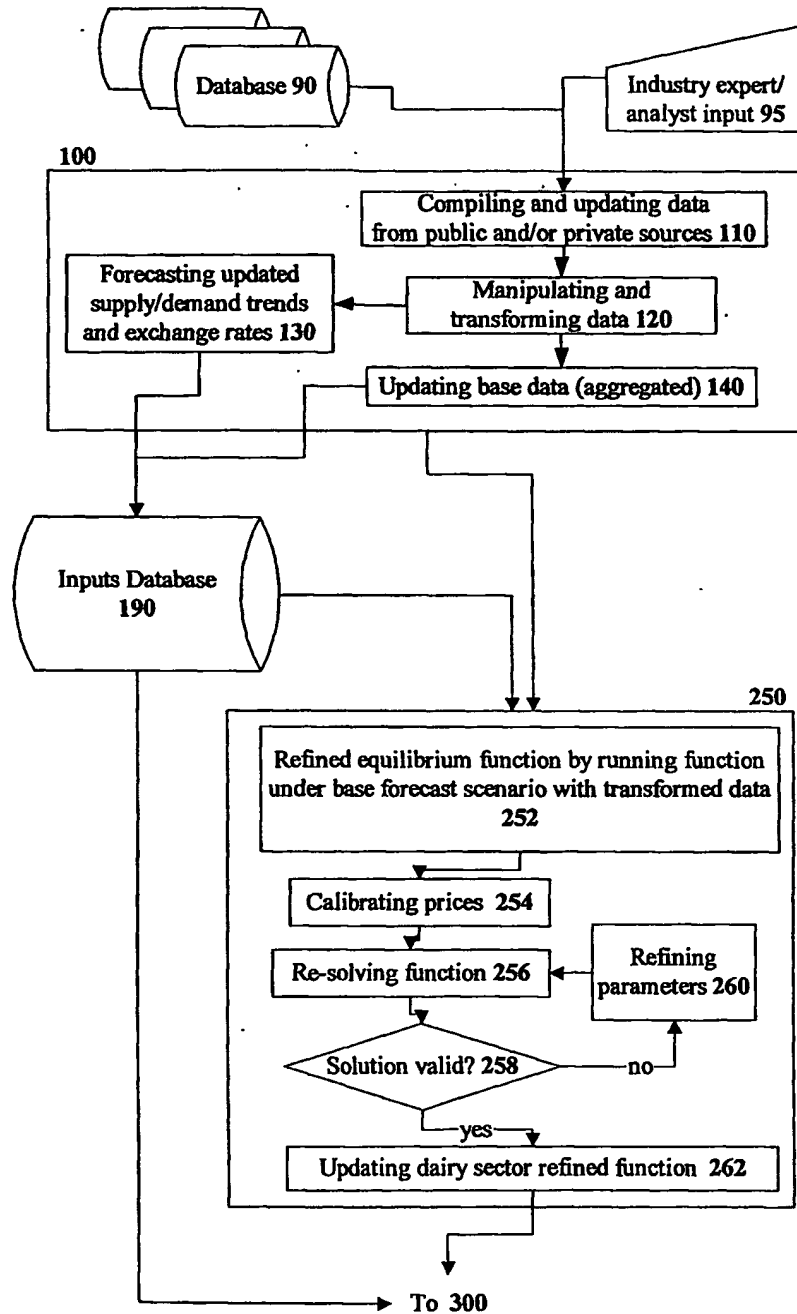 Database 90
Industry expert/
analyst input 95
100
Compiling and updating data
from public and/or private sources 110
Forecasting updated
supply/demand trends
and exchange rates 130
Manipulating and
transforming data 120
Updating base data (aggregated) 140
Inputs Database
190
250
Refined equilibrium function by running function
under base forecast scenario with transformed data
252
Calibrating prices 254
Re-solving function 256
Refining
parameters 260
Solution valid? 258
no
yes
Updating dairy sector refined function 262
To 300